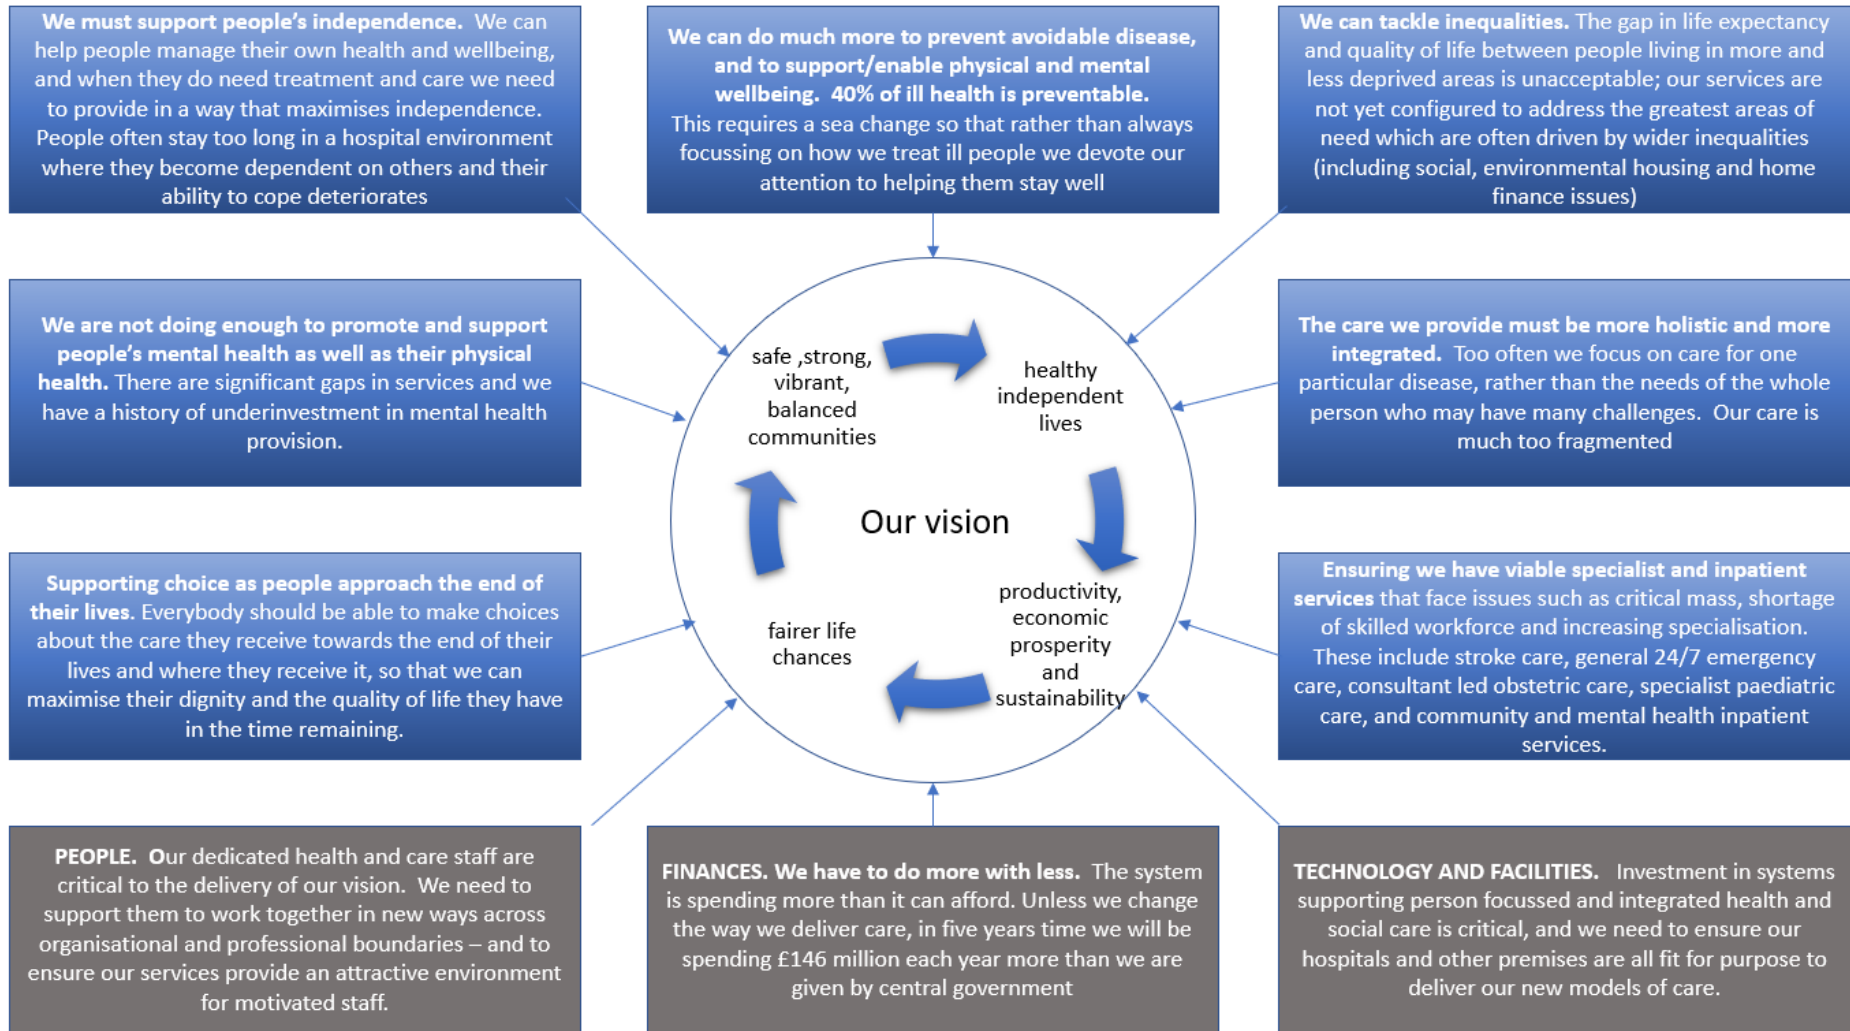 We must support people's independence. We can
help people manage their own health and wellbeing,
and when they do need treatment and care we need
to provide in a way that maximises independence.
People often stay too long in a hospital environment
where they become dependent on others and their
ability to cope deteriorates
We can do much more to prevent avoidable disease,
and to support/enable physical and mental
wellbeing. 40% of ill health is preventable.
This requires a sea change so that rather than always
focussing on how we treat ill people we devote our
attention to helping them stay well
We can tackle inequalities. The gap in life expectancy
and quality of life between people living in more and
less deprived areas is unacceptable; our services are
not yet configured to address the greatest areas of
need which are often driven by wider inequalities
(including social, environmental housing and home
finance issues)
We are not doing enough to promote and support
people's mental health as well as their physical
health. There are significant gaps in services and we
have a history of underinvestment in mental health
provision.
safe ,strong,
vibrant,
balanced
communities
healthy
independent
lives
The care we provide must be more holistic and more
integrated. Too often we focus on care for one
particular disease, rather than the needs of the whole
person who may have many challenges. Our care is
much too fragmented
Our vision
Supporting choice as people approach the end of
their lives. Everybody should be able to make choices
about the care they receive towards the end of their
lives and where they receive it, so that we can
maximise their dignity and the quality of life they have
in the time remaining.
fairer life
chances
productivity,
economic
prosperity
and
sustainability
Ensuring we have viable specialist and inpatient
services that face issues such as critical mass, shortage
of skilled workforce and increasing specialisation.
These include stroke care, general 24/7 emergency
care, consultant led obstetric care, specialist paediatric
care, and community and mental health inpatient
services.
PEOPLE. Our dedicated health and care staff are
critical to the delivery of our vision. We need to
support them to work together in new ways across
organisational and professional boundaries – and to
ensure our services provide an attractive environment
for motivated staff.
FINANCES. We have to do more with less. The system
is spending more than it can afford. Unless we change
the way we deliver care, in five years time we will be
spending £146 million each year more than we are
given by central government
TECHNOLOGY AND FACILITIES. Investment in systems
supporting person focussed and integrated health and
social care is critical, and we need to ensure our
hospitals and other premises are all fit for purpose to
deliver our new models of care.